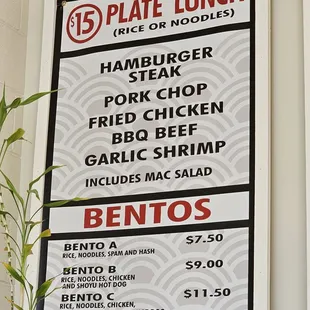 $15 PLATE LUNCH
(RICE OR NOODLES)
HAMBURGER
STEAK
PORK CHOP
FRIED CHICKEN
BBQ BEEF
GARLIC SHRIMP
INCLUDES MAC SALAD
BENTOS
BENTO A $7.50
RICE, NOODLES, SPAM AND HASH
BENTO B $9.00
RICE, NOODLES, CHICKEN
AND SHOYU HOT DOG
BENTO C $11.50
RICE, NOODLES, CHICKEN,